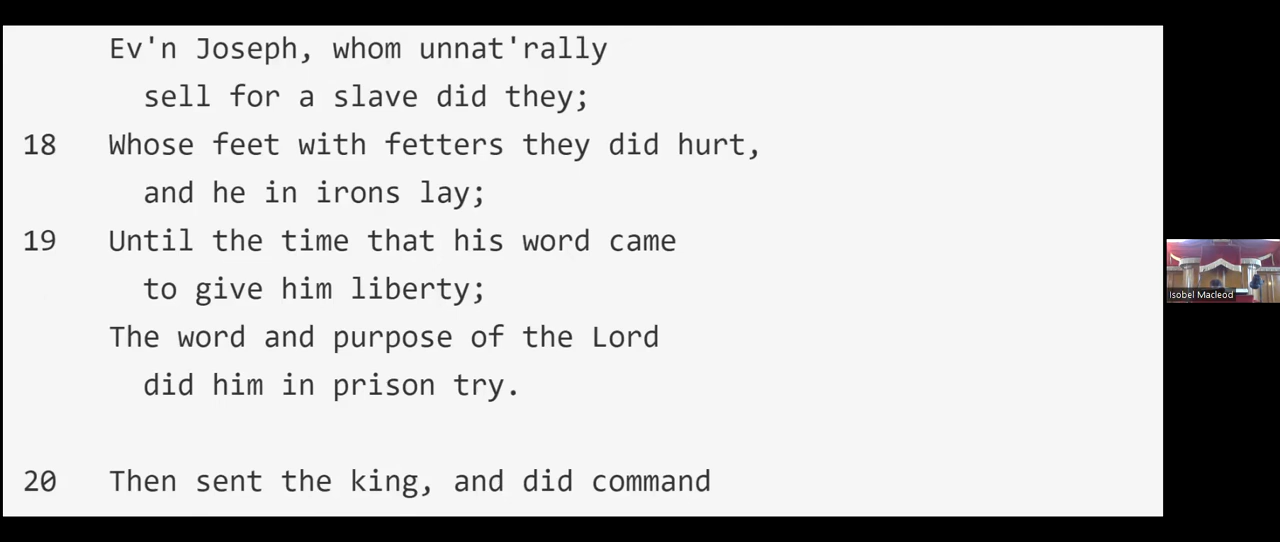 Ev'n Joseph, whom unnat'rally
sell for a slave did they;
18 Whose feet with fetters they did hurt,
and he in irons lay;
19 Until the time that his word came
to give him liberty;
The word and purpose of the Lord
did him in prison try.
20 Then sent the king, and did command
Isobel Macleod